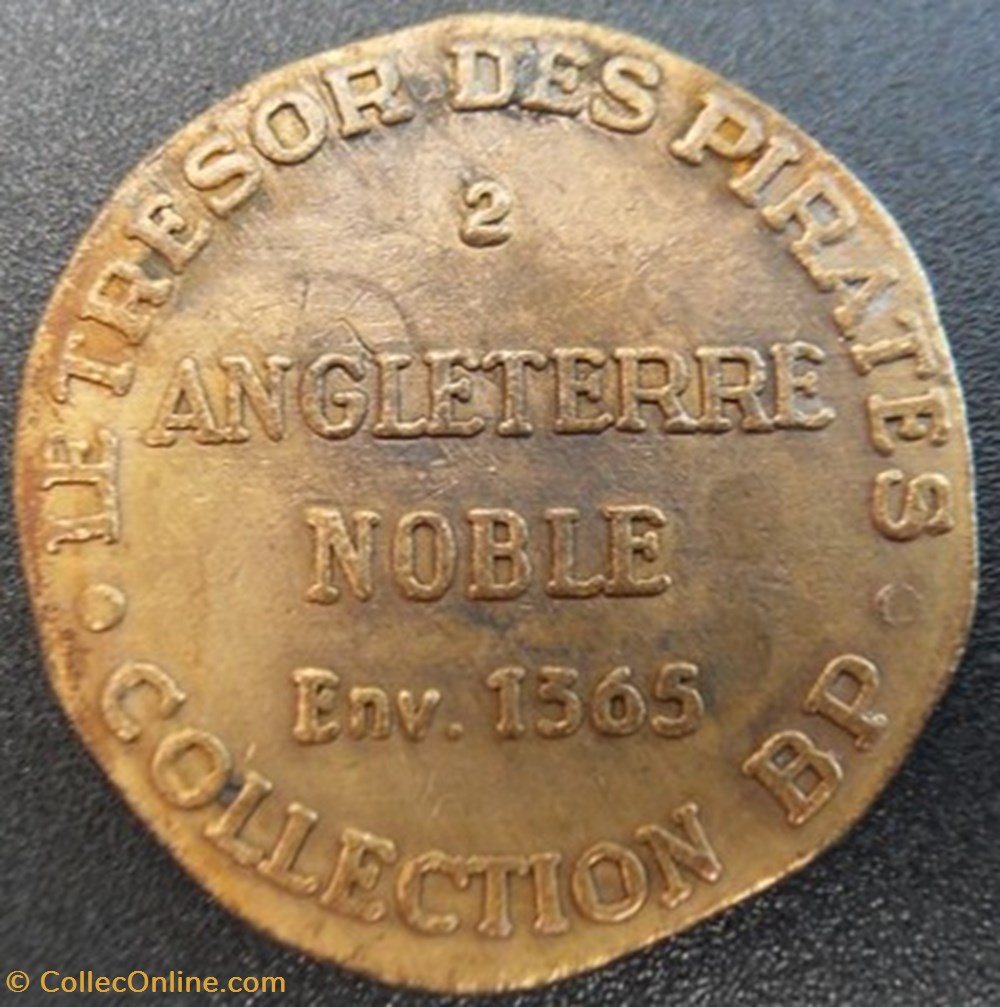 LE TRESOR DES PIRATES
2
ANGLETERRE
NOBLE
Env. 1365
COLLECTION BP
© CollecOnline.com